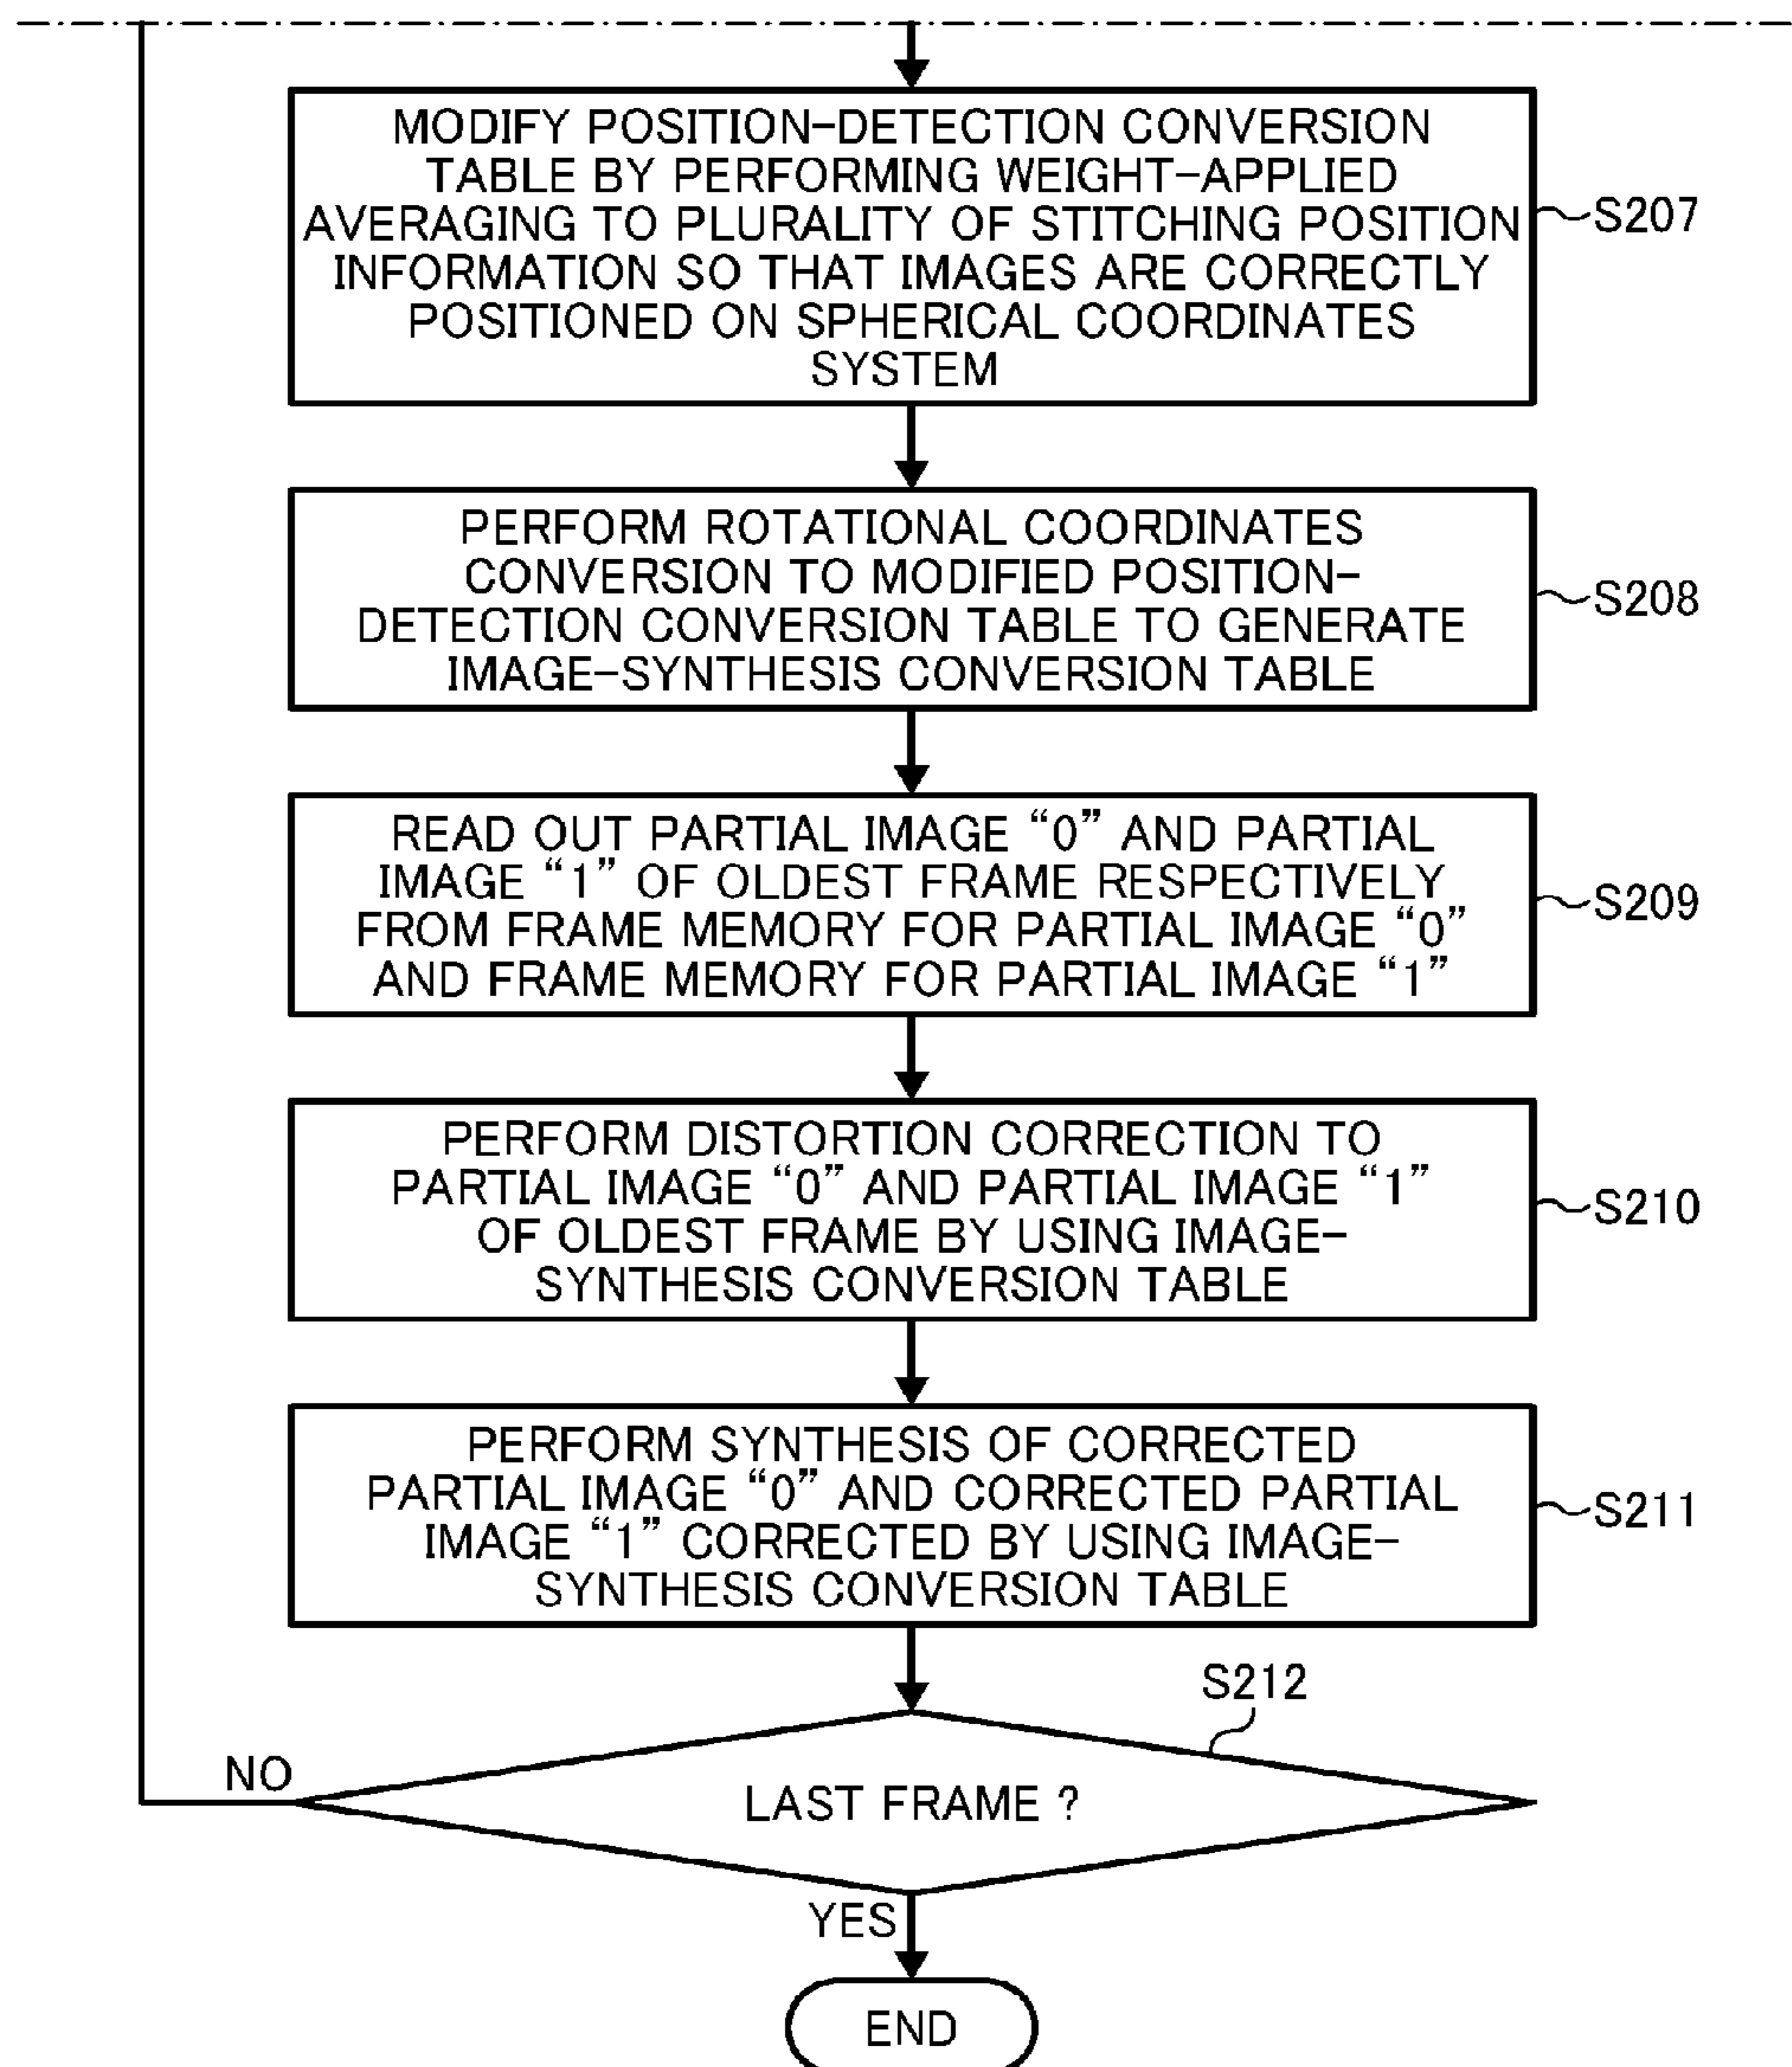 MODIFY POSITION-DETECTION CONVERSION
TABLE BY PERFORMING WEIGHT-APPLIED
AVERAGING TO PLURALITY OF STITCHING POSITION
INFORMATION SO THAT IMAGES ARE CORRECTLY
POSITIONED ON SPHERICAL COORDINATES
SYSTEM
S207
PERFORM ROTATIONAL COORDINATES
CONVERSION TO MODIFIED POSITION-
DETECTION CONVERSION TABLE TO GENERATE
IMAGE-SYNTHESIS CONVERSION TABLE
S208
READ OUT PARTIAL IMAGE “0” AND PARTIAL
IMAGE “1” OF OLDEST FRAME RESPECTIVELY
FROM FRAME MEMORY FOR PARTIAL IMAGE “0”
AND FRAME MEMORY FOR PARTIAL IMAGE “1”
S209
PERFORM DISTORTION CORRECTION TO
PARTIAL IMAGE “0” AND PARTIAL IMAGE “1”
OF OLDEST FRAME BY USING IMAGE-
SYNTHESIS CONVERSION TABLE
S210
PERFORM SYNTHESIS OF CORRECTED
PARTIAL IMAGE “0” AND CORRECTED PARTIAL
IMAGE “1” CORRECTED BY USING IMAGE-
SYNTHESIS CONVERSION TABLE
S211
S212
NO
LAST FRAME ?
YES
END